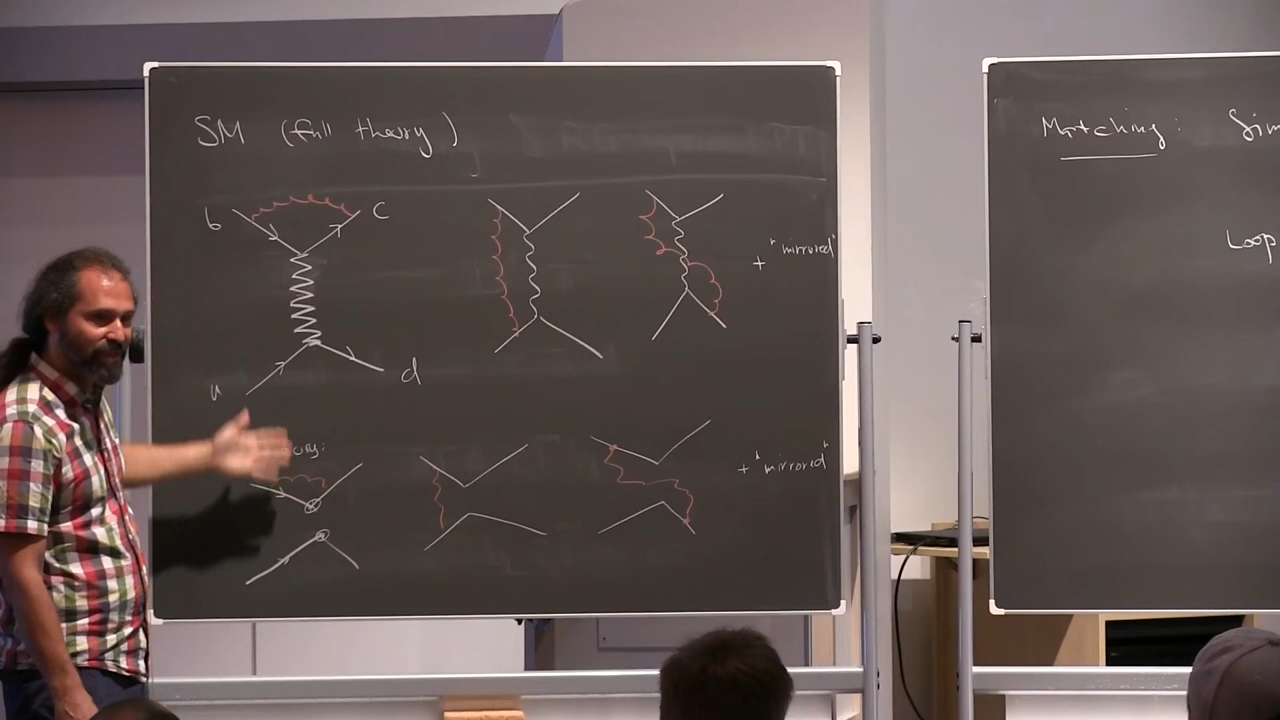 SM (full theory)
b
c
+ "mirrored"
u
d
+ "mirrored"
Matching:
Loop